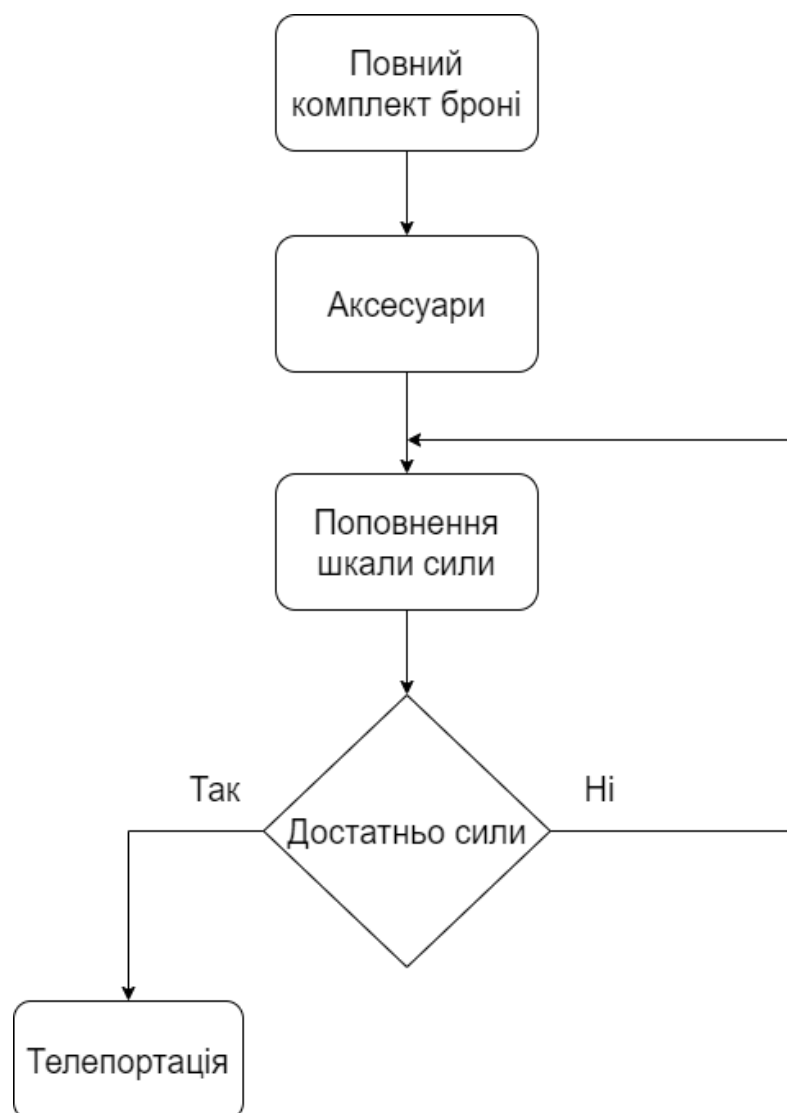 Повний
комплект броні
Аксесуари
Поповнення
шкали сили
Так
Ні
Достатньо сили
Телепортація